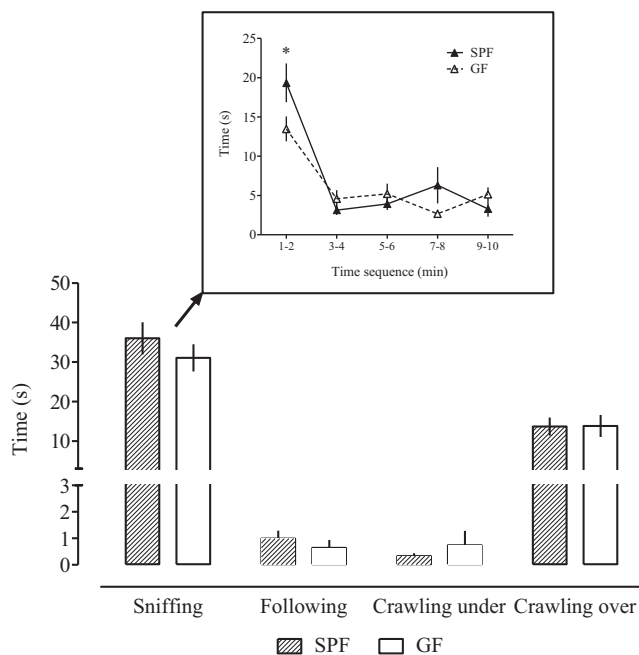 25
20
15
10
5
0
Time (s)
*
SPF
GF
1-2
3-4
5-6
7-8
9-10
Time sequence (min)
50
40
30
20
10
3
2
1
0
Time (s)
Sniffing
Following
Crawling under
Crawling over
SPF
GF